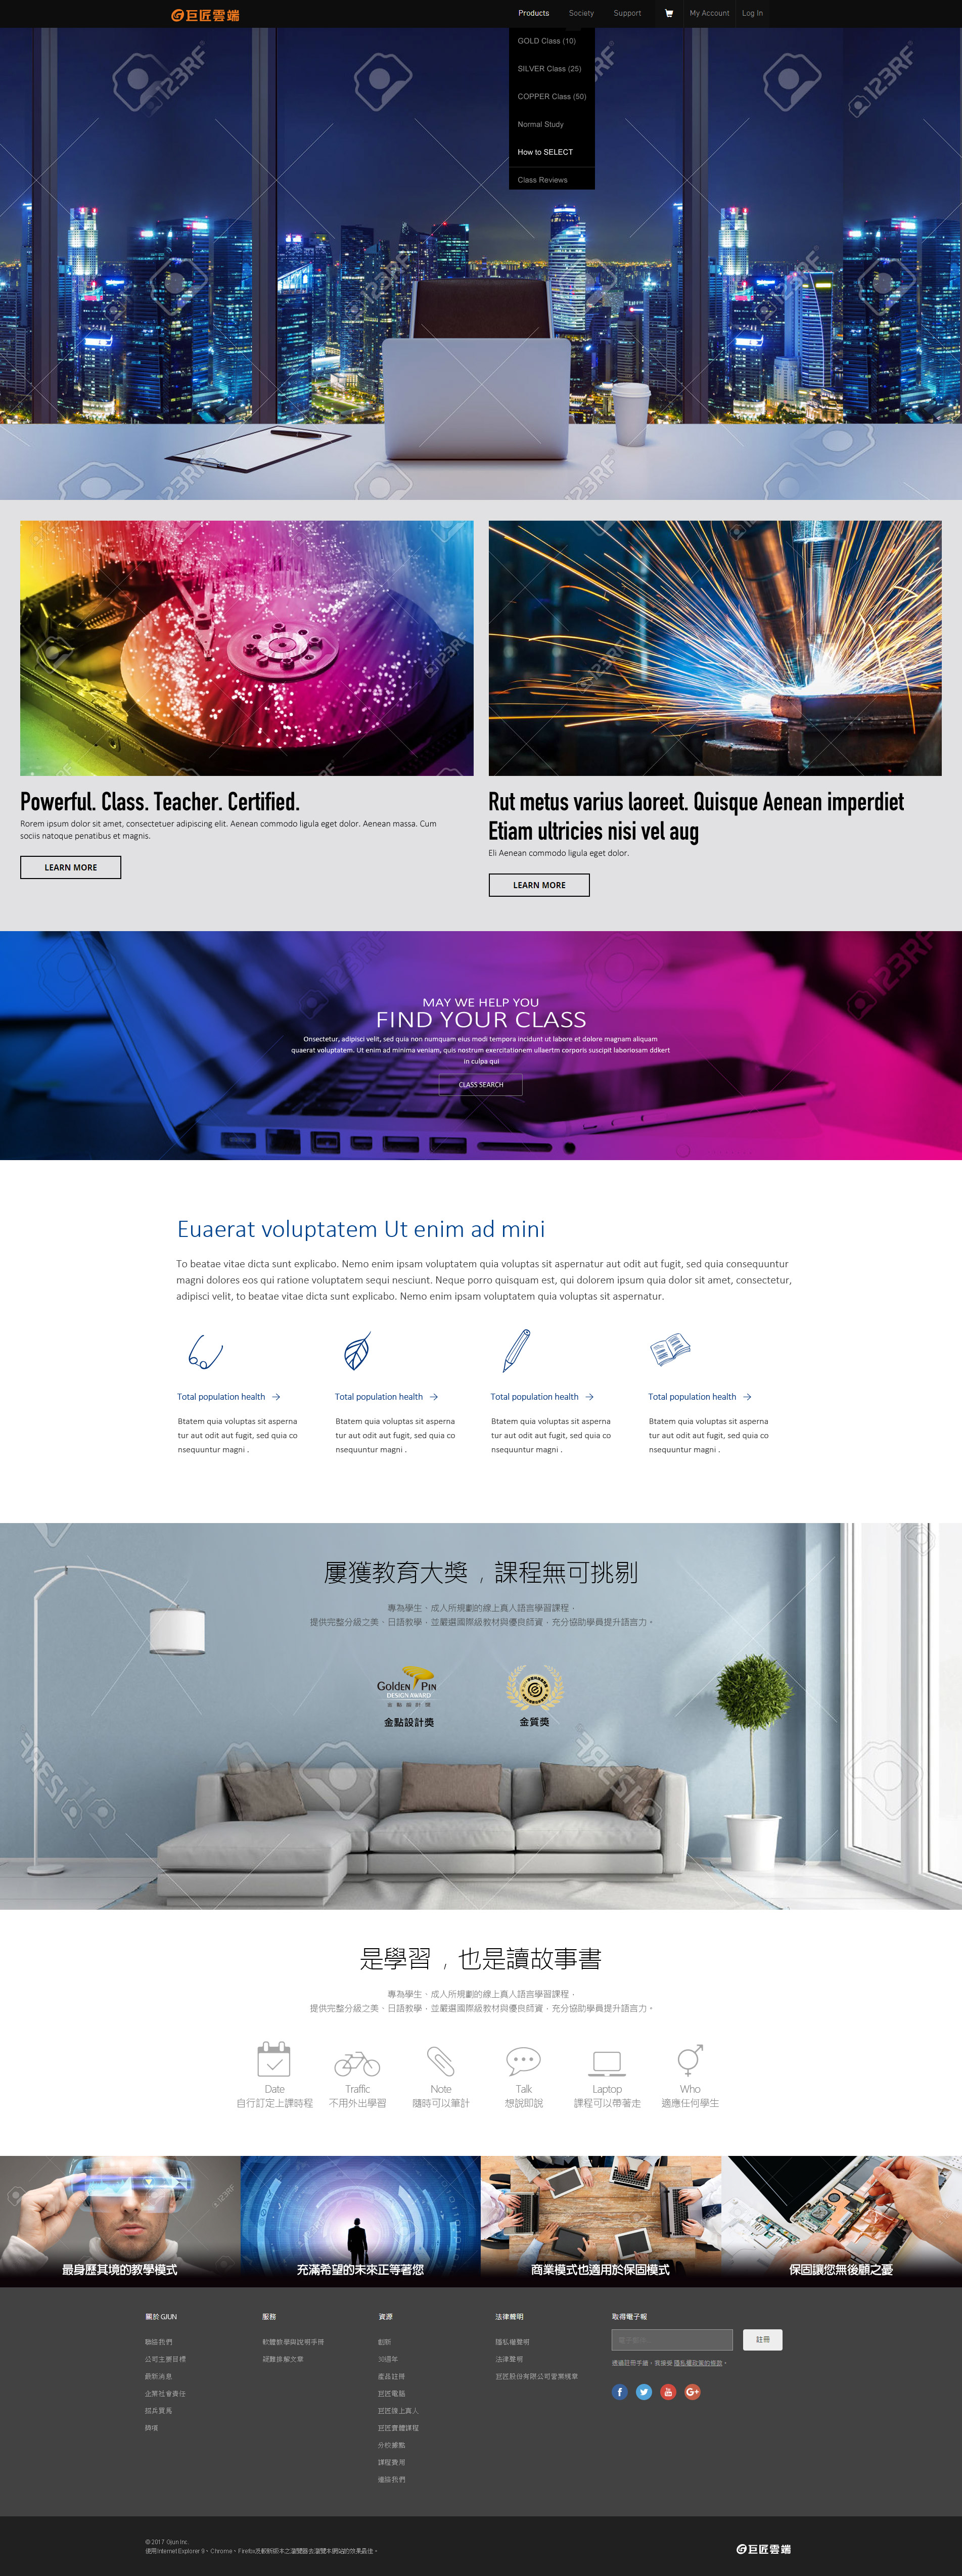 巨匠雲端
Products Society Support My Account Log In
GOLD Class (10)
SILVER Class (25)
COPPER Class (50)
Normal Study
How to SELECT
Class Reviews
123RF
Powerful. Class. Teacher. Certified.
Rorem ipsum dolor sit amet, consectetuer adipiscing elit. Aenean commodo ligula eget dolor. Aenean massa. Cum
sociis natoque penatibus et magnis.
LEARN MORE
Rut metus varius laoreet. Quisque Aenean imperdiet
Etiam ultricies nisi vel aug
Eli Aenean commodo ligula eget dolor.
LEARN MORE
MAY WE HELP YOU
FIND YOUR CLASS
Onsectetur, adipisci velit, sed quia non numquam eius modi tempora incidunt ut labore et dolore magnam aliquam
quaerat voluptatem. Ut enim ad minima veniam, quis nostrum exercitationem ullaertm corporis suscipit laboriosam ddkert
in culpa qui
CLASS SEARCH
Euaerat voluptatem Ut enim ad mini
To beatae vitae dicta sunt explicabo. Nemo enim ipsam voluptatem quia voluptas sit aspernatur aut odit aut fugit, sed quia consequuntur
magni dolores eos qui ratione voluptatem sequi nesciunt. Neque porro quisquam est, qui dolorem ipsum quia dolor sit amet, consectetur,
adipisci velit, to beatae vitae dicta sunt explicabo. Nemo enim ipsam voluptatem quia voluptas sit aspernatur.
Total population health →
Btatem quia voluptas sit asperna
tur aut odit aut fugit, sed quia co
nsequuntur magni .
Total population health →
Btatem quia voluptas sit asperna
tur aut odit aut fugit, sed quia co
nsequuntur magni .
Total population health →
Btatem quia voluptas sit asperna
tur aut odit aut fugit, sed quia co
nsequuntur magni .
Total population health →
Btatem quia voluptas sit asperna
tur aut odit aut fugit, sed quia co
nsequuntur magni .
屢獲教育大獎，課程無可挑剔
專為學生、成人所規劃的線上真人語言學習課程，
提供完整分級之美、日語教學，並嚴選國際級教材與優良師資，充分協助學員提升語言力。
Golden Pin
DESIGN AWARD
金點設計獎
金點設計獎
金質獎
是學習，也是讀故事書
專為學生、成人所規劃的線上真人語言學習課程，
提供完整分級之美、日語教學，並嚴選國際級教材與優良師資，充分協助學員提升語言力。
Date
自行訂定上課時程
Traffic
不用外出學習
Note
隨時可以筆計
Talk
想說即說
Laptop
課程可以帶著走
Who
適應任何學生
最身歷其境的教學模式
充滿希望的未來正等著您
商業模式也適用於保固模式
保固讓您無後顧之憂
關於 GJUN
聯絡我們
公司主要目標
最新消息
企業社會責任
招兵買馬
服務
軟體教學與說明手冊
疑難排解文章
資源
創新
30週年
產品註冊
巨匠電腦
巨匠線上真人
巨匠實體課程
分校據點
課程費用
連絡我們
法律聲明
隱私權聲明
法律聲明
巨匠股份有限公司營業規章
取得電子報
電子郵件
註冊
透過註冊手續，我接受 隱私權政策的條款。
© 2017 Gjun Inc.
使用Internet Explorer 9、Chrome、Firefox及較新版本之瀏覽器去瀏覽本網站的效果最佳。
巨匠雲端